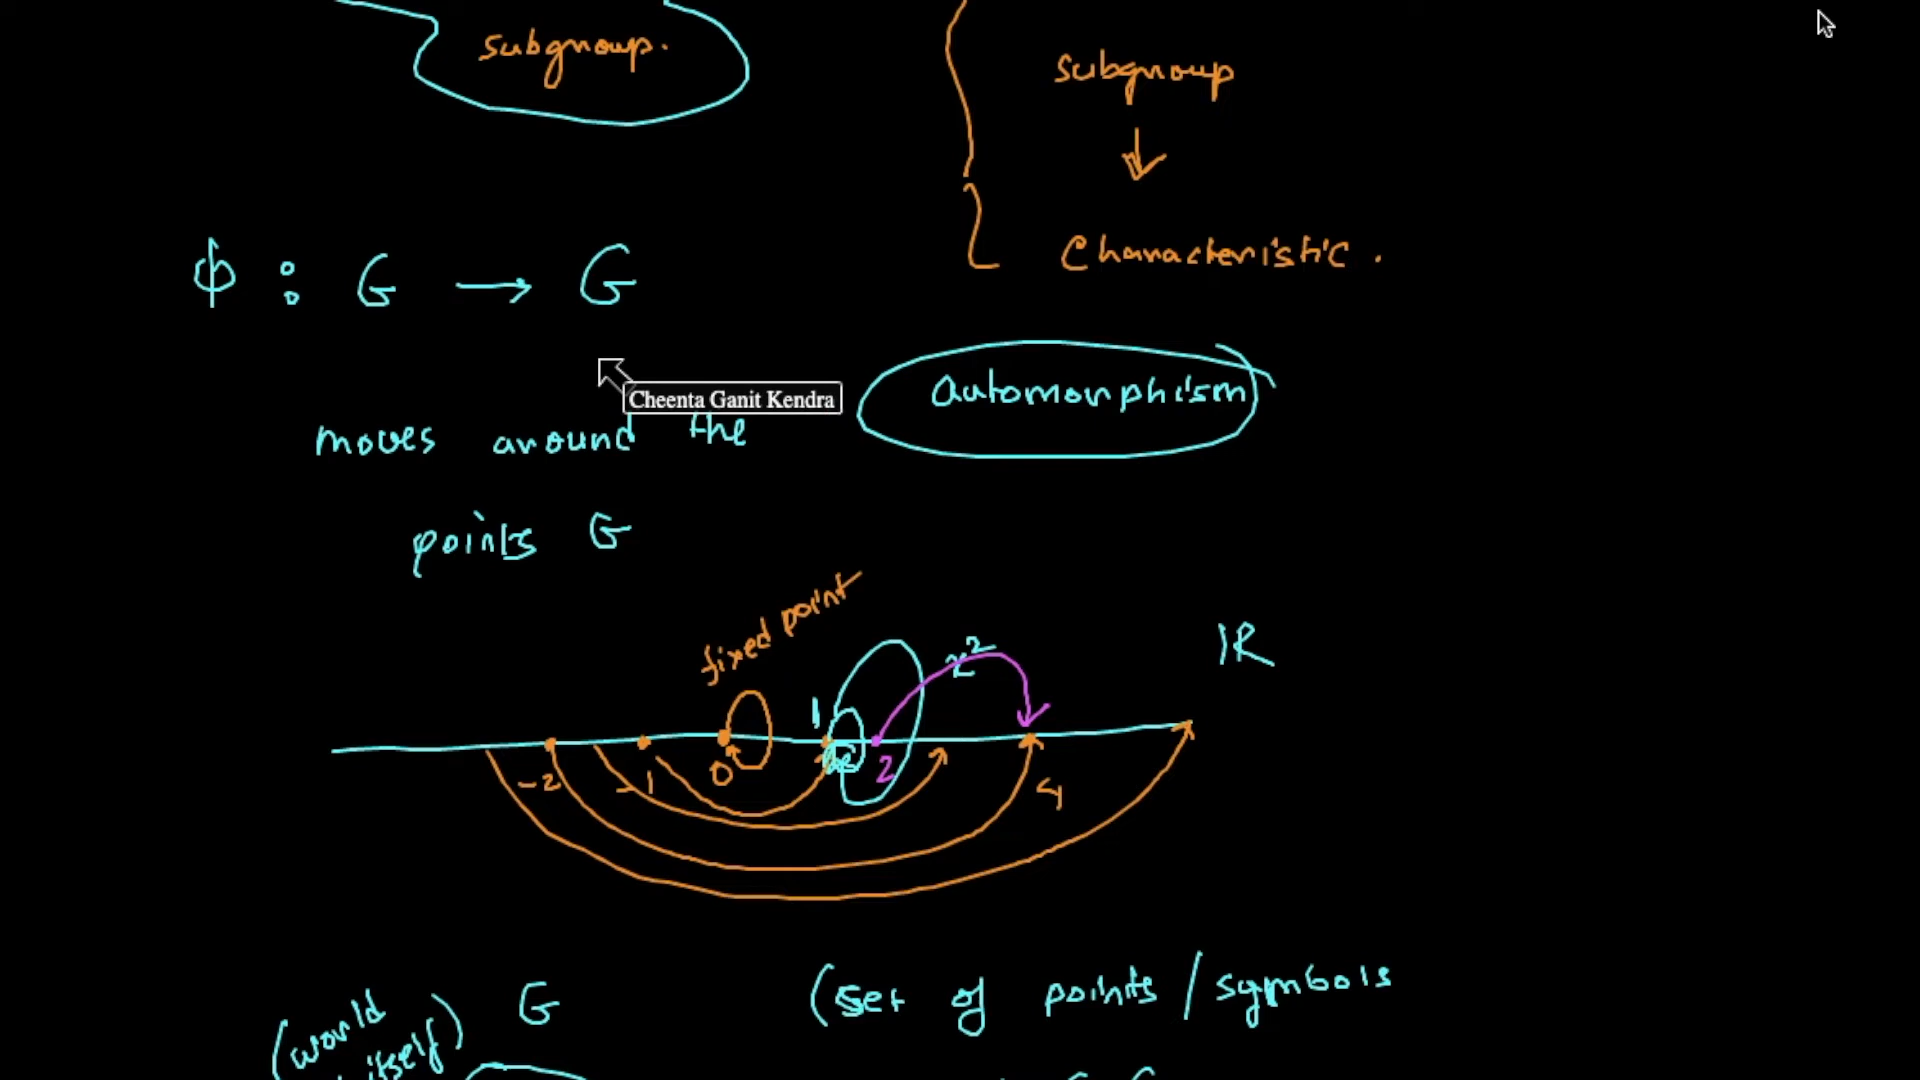 subgroup.
subgroup
Characteristic.
φ : G → G
Cheenta Ganit Kendra
automorphism
moves around the
points G
fixed point
x²
IR
1
-2 -1 0 2 4
G (set of points / symbols
(world
itself)